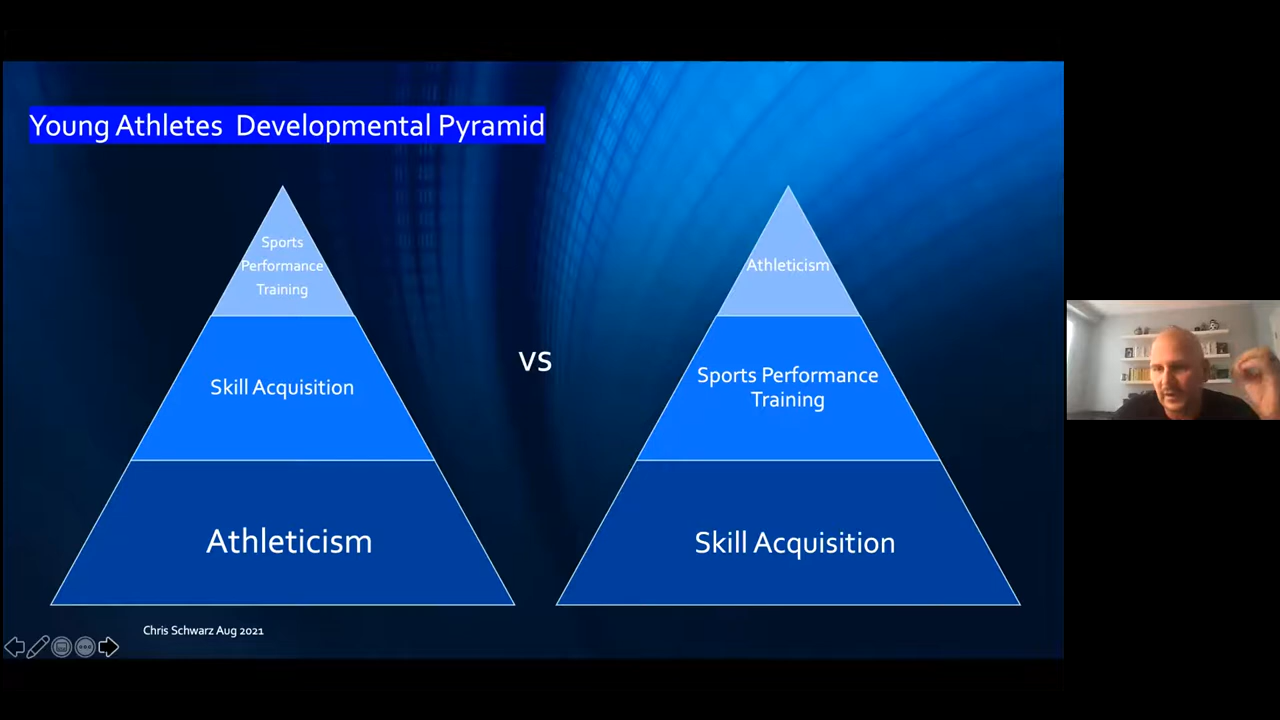 Young Athletes  Developmental Pyramid
Sports
Performance
Training
Skill Acquisition
Athleticism
vs
Athleticism
Sports Performance
Training
Skill Acquisition
Chris Schwarz Aug 2021